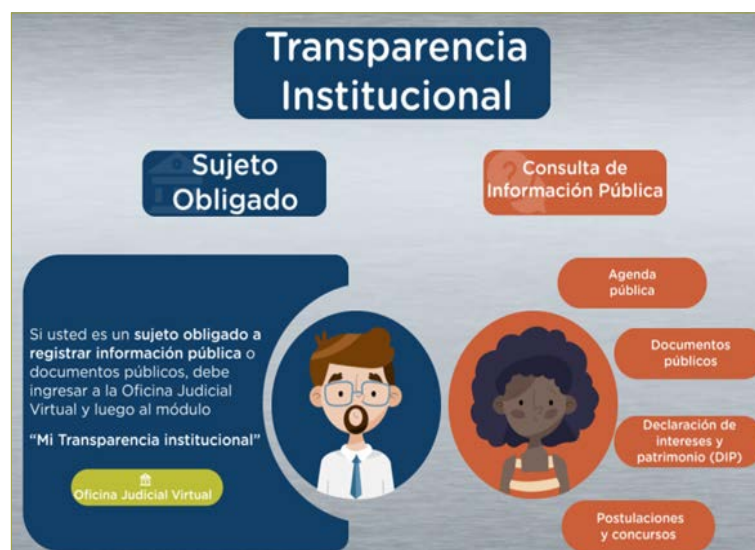 Transparencia
Institucional
Sujeto
Obligado
Consulta de
Información Pública
Si usted es un sujeto obligado a
registrar información pública o
documentos públicos, debe
ingresar a la Oficina Judicial
Virtual y luego al módulo
“Mi Transparencia institucional”
Oficina Judicial Virtual
Agenda
pública
Documentos
públicos
Declaración de
intereses y
patrimonio (DIP)
Postulaciones
y concursos